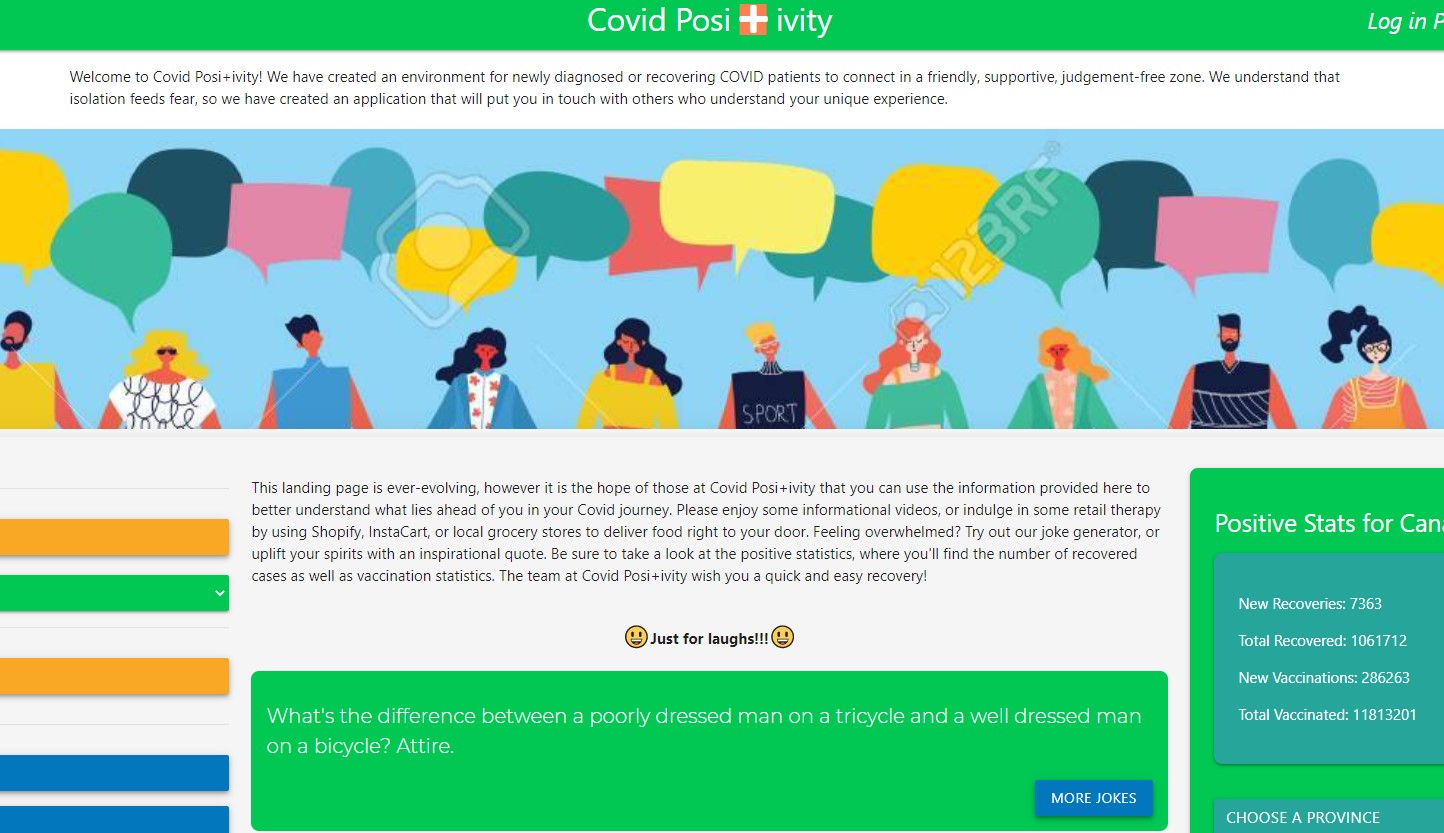 Covid Posi+ivity
Log in P
Welcome to Covid Posi+ivity! We have created an environment for newly diagnosed or recovering COVID patients to connect in a friendly, supportive, judgement-free zone. We understand that
isolation feeds fear, so we have created an application that will put you in touch with others who understand your unique experience.
123RF®
SPORT
This landing page is ever-evolving, however it is the hope of those at Covid Posi+ivity that you can use the information provided here to
better understand what lies ahead of you in your Covid journey. Please enjoy some informational videos, or indulge in some retail therapy
by using Shopify, InstaCart, or local grocery stores to deliver food right to your door. Feeling overwhelmed? Try out our joke generator, or
uplift your spirits with an inspirational quote. Be sure to take a look at the positive statistics, where you'll find the number of recovered
cases as well as vaccination statistics. The team at Covid Posi+ivity wish you a quick and easy recovery!
Just for laughs!!!
What's the difference between a poorly dressed man on a tricycle and a well dressed man
on a bicycle? Attire.
MORE JOKES
Positive Stats for Can
New Recoveries: 7363
Total Recovered: 1061712
New Vaccinations: 286263
Total Vaccinated: 11813201
CHOOSE A PROVINCE